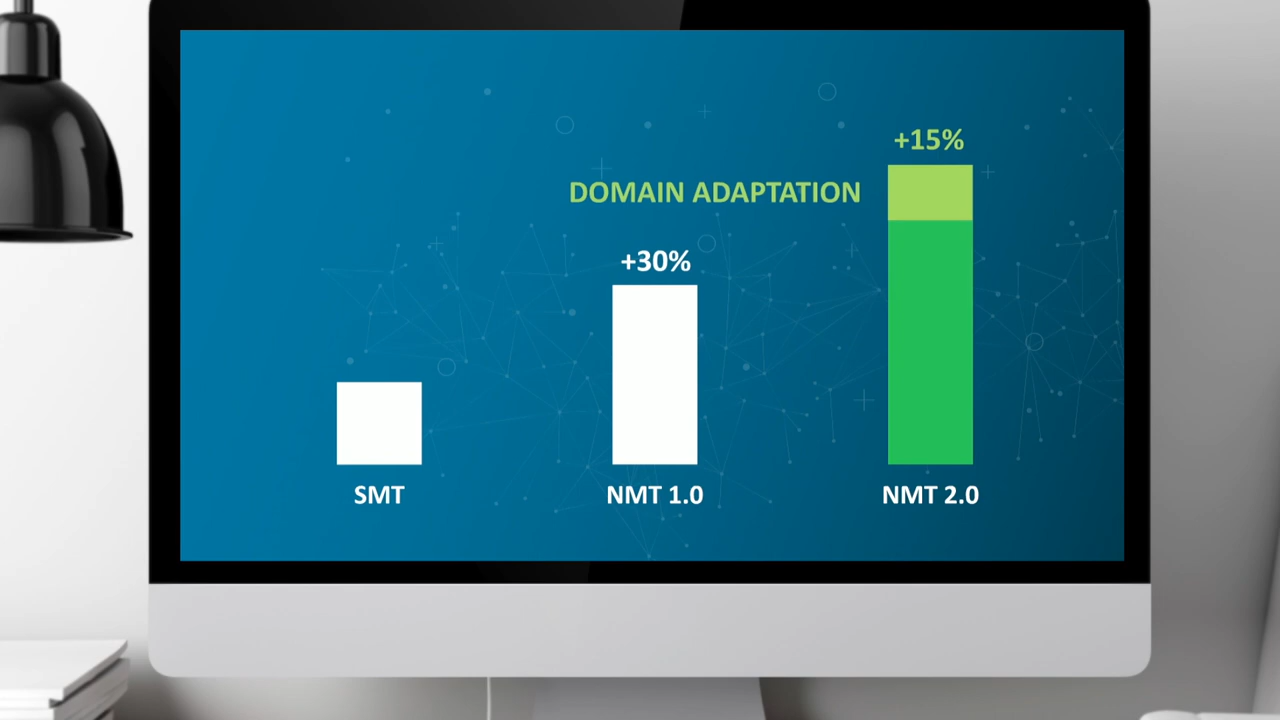 +15%
DOMAIN ADAPTATION
+30%
SMT
NMT 1.0
NMT 2.0